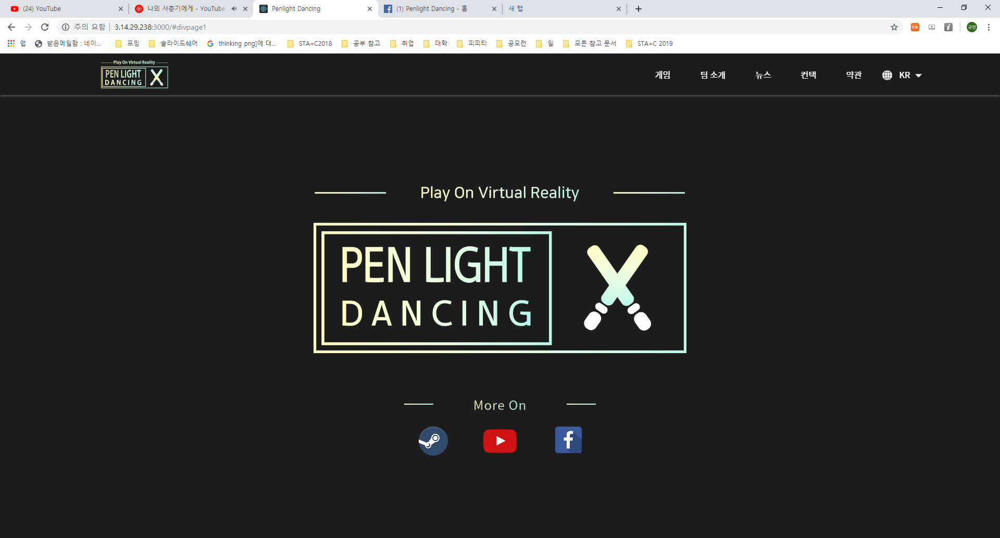 (24) YouTube
나의 사춘기에게 - YouTube
Penlight Dancing
(1) Penlight Dancing - 홈
새 탭
주의 요함
3.14.29.238:3000/#divpage1
규언
앱
받은메일함 : 네이...
프밍
슬라이드쉐어
thinking png]에 대...
STA+C2018
공부 참고
취업
대학
피피티
공모전
일
모콘 참고 문서
STA+C 2019
Play On Virtual Reality
PEN LIGHT
DANCING
게임
팀 소개
뉴스
컨택
약관
KR
Play On Virtual Reality
PEN LIGHT
DANCING
More On